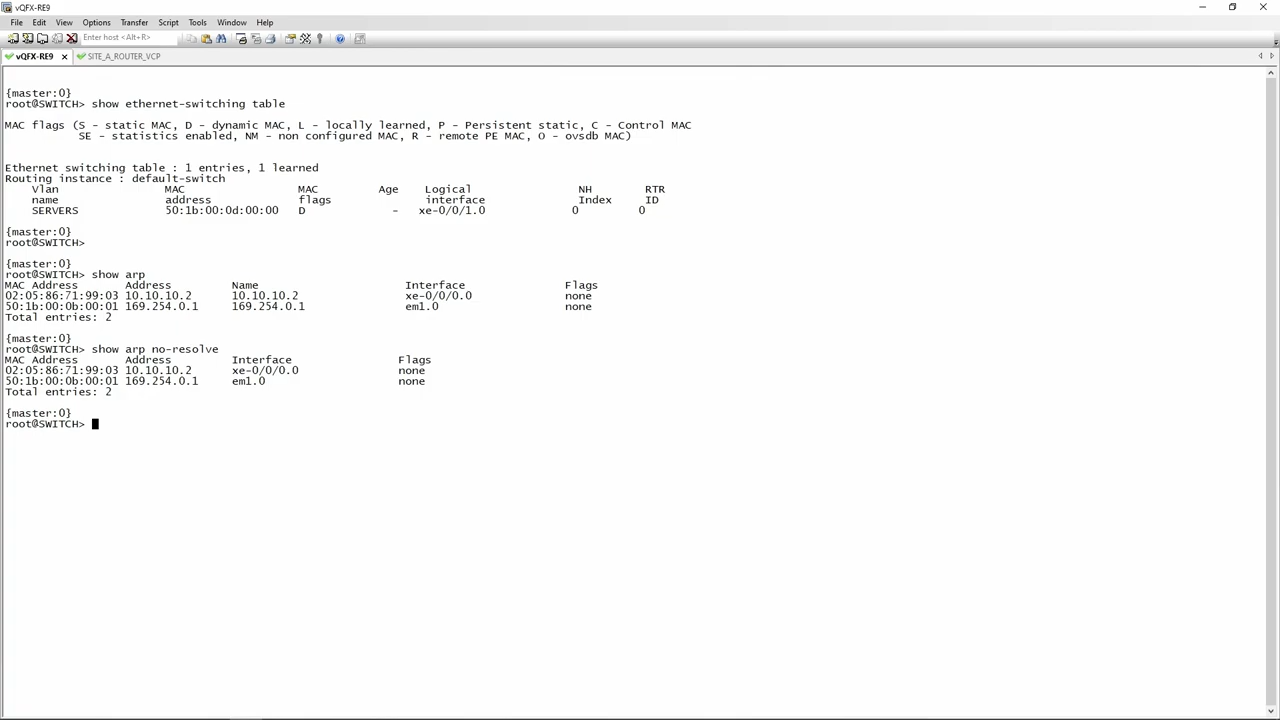 vQFX-RE9
File Edit View Options Transfer Script Tools Window Help
Enter host <Alt+R>
vQFX-RE9 SITE_A_ROUTER_VCP
{master:0}
root@SWITCH> show ethernet-switching table
MAC flags (S - static MAC, D - dynamic MAC, L - locally learned, P - Persistent static, C - Control MAC
SE - statistics enabled, NM - non configured MAC, R - remote PE MAC, O - ovsdb MAC)
Ethernet switching table : 1 entries, 1 learned
Routing instance : default-switch
Vlan MAC MAC Age Logical NH RTR
name address flags interface Index ID
SERVERS 50:1b:00:0d:00:00 D - xe-0/0/1.0 0 0
{master:0}
root@SWITCH>
{master:0}
root@SWITCH> show arp
MAC Address Address Name Interface Flags
02:05:86:71:99:03 10.10.10.2 10.10.10.2 xe-0/0/0.0 none
50:1b:00:0b:00:01 169.254.0.1 169.254.0.1 em1.0 none
Total entries: 2
{master:0}
root@SWITCH> show arp no-resolve
MAC Address Address Interface Flags
02:05:86:71:99:03 10.10.10.2 xe-0/0/0.0 none
50:1b:00:0b:00:01 169.254.0.1 em1.0 none
Total entries: 2
{master:0}
root@SWITCH>